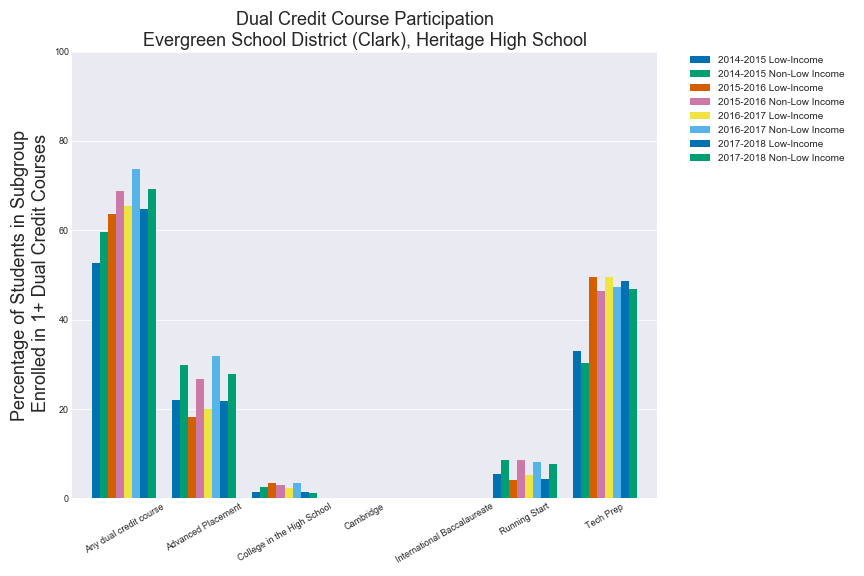 Dual Credit Course Participation
Evergreen School District (Clark), Heritage High School
Percentage of Students in Subgroup
Enrolled in 1+ Dual Credit Courses
100
80
60
40
20
0
Any dual credit course
Advanced Placement
College in the High School
Cambridge
International Baccalaureate
Running Start
Tech Prep
2014-2015 Low-Income
2014-2015 Non-Low Income
2015-2016 Low-Income
2015-2016 Non-Low Income
2016-2017 Low-Income
2016-2017 Non-Low Income
2017-2018 Low-Income
2017-2018 Non-Low Income